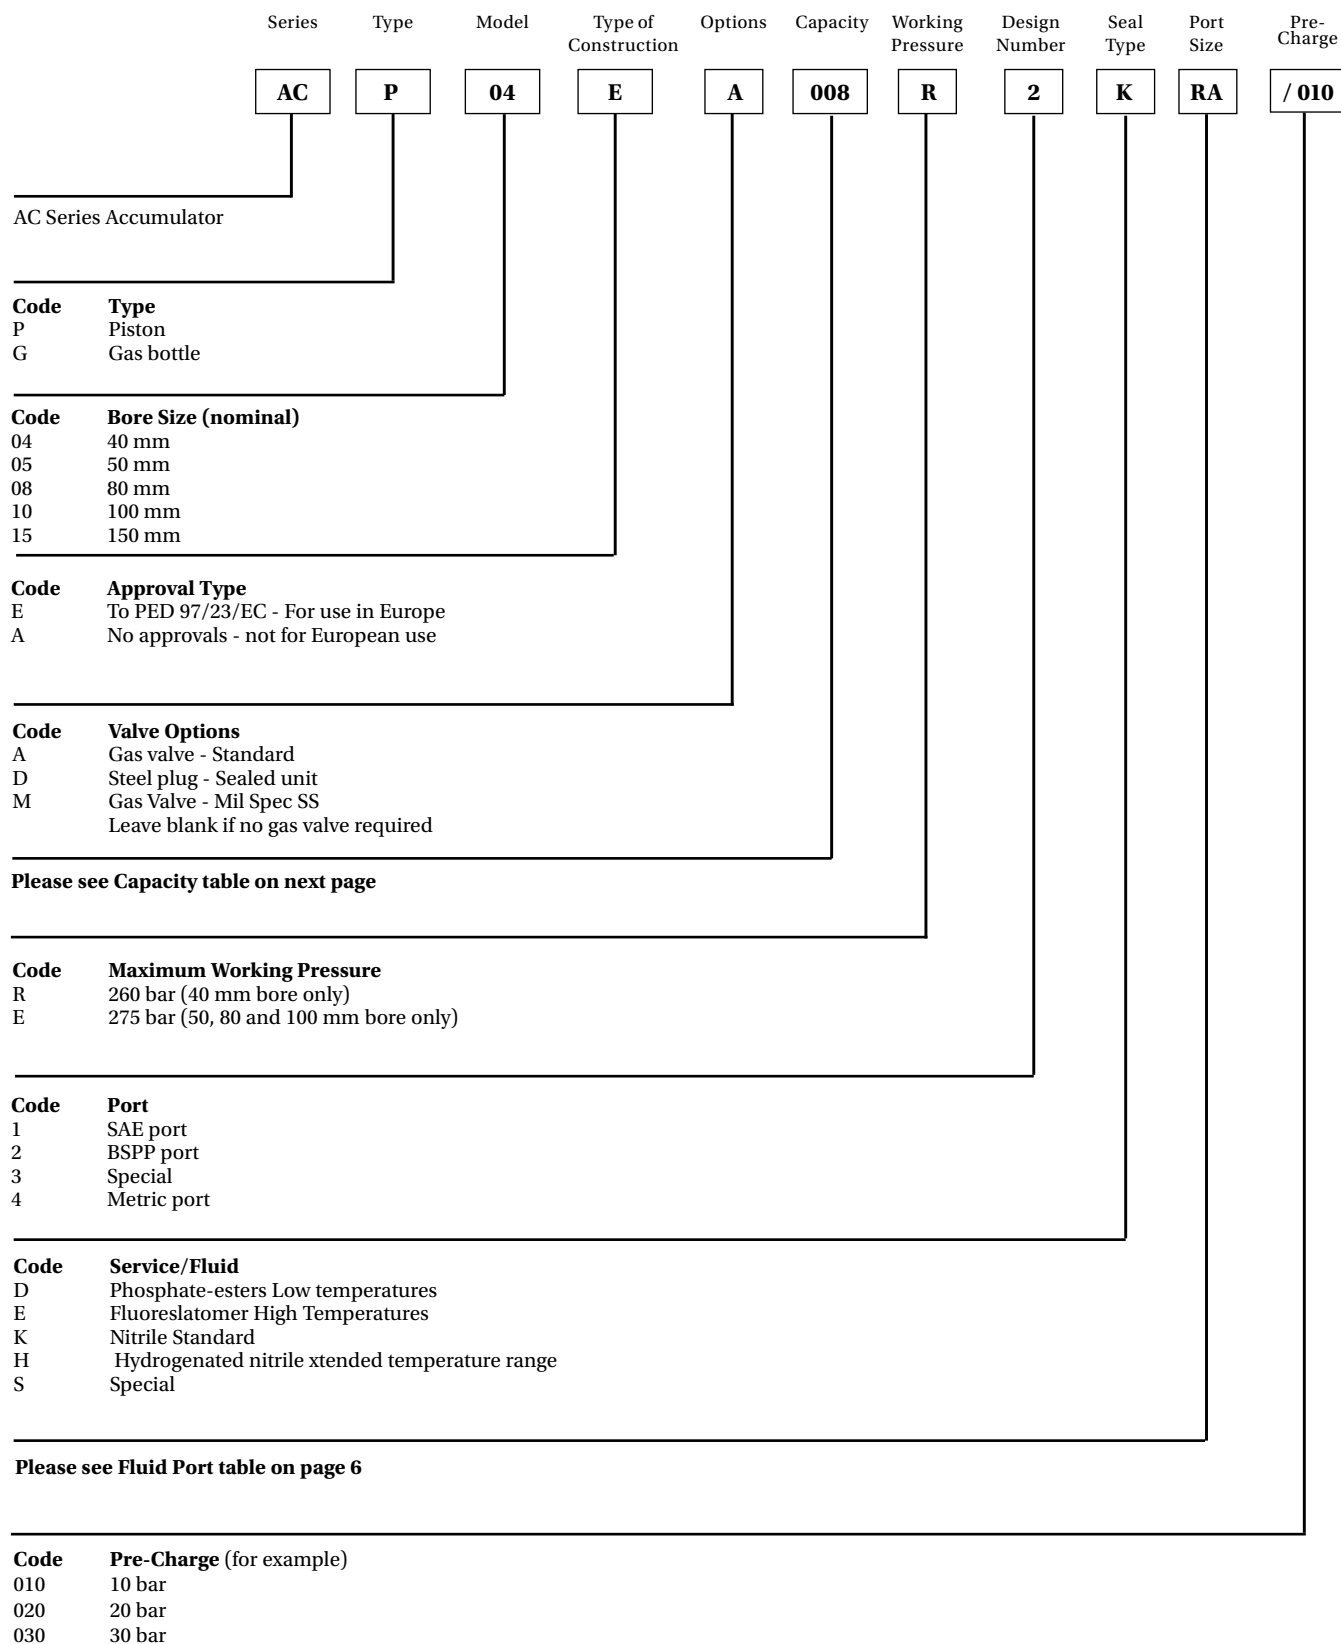 Series Type Model Type of Options Capacity Working Design Seal Port Pre-
Construction Pressure Number Type Size Charge
AC P 04 E A 008 R 2 K RA / 010
AC Series Accumulator
Code Type
P Piston
G Gas bottle
Code Bore Size (nominal)
04 40 mm
05 50 mm
08 80 mm
10 100 mm
15 150 mm
Code Approval Type
E To PED 97/23/EC - For use in Europe
A No approvals - not for European use
Code Valve Options
A Gas valve - Standard
D Steel plug - Sealed unit
M Gas Valve - Mil Spec SS
Leave blank if no gas valve required
Please see Capacity table on next page
Code Maximum Working Pressure
R 260 bar (40 mm bore only)
E 275 bar (50, 80 and 100 mm bore only)
Code Port
1 SAE port
2 BSPP port
3 Special
4 Metric port
Code Service/Fluid
D Phosphate-esters Low temperatures
E Fluoreslatomer High Temperatures
K Nitrile Standard
H Hydrogenated nitrile xtended temperature range
S Special
Please see Fluid Port table on page 6
Code Pre-Charge (for example)
010 10 bar
020 20 bar
030 30 bar